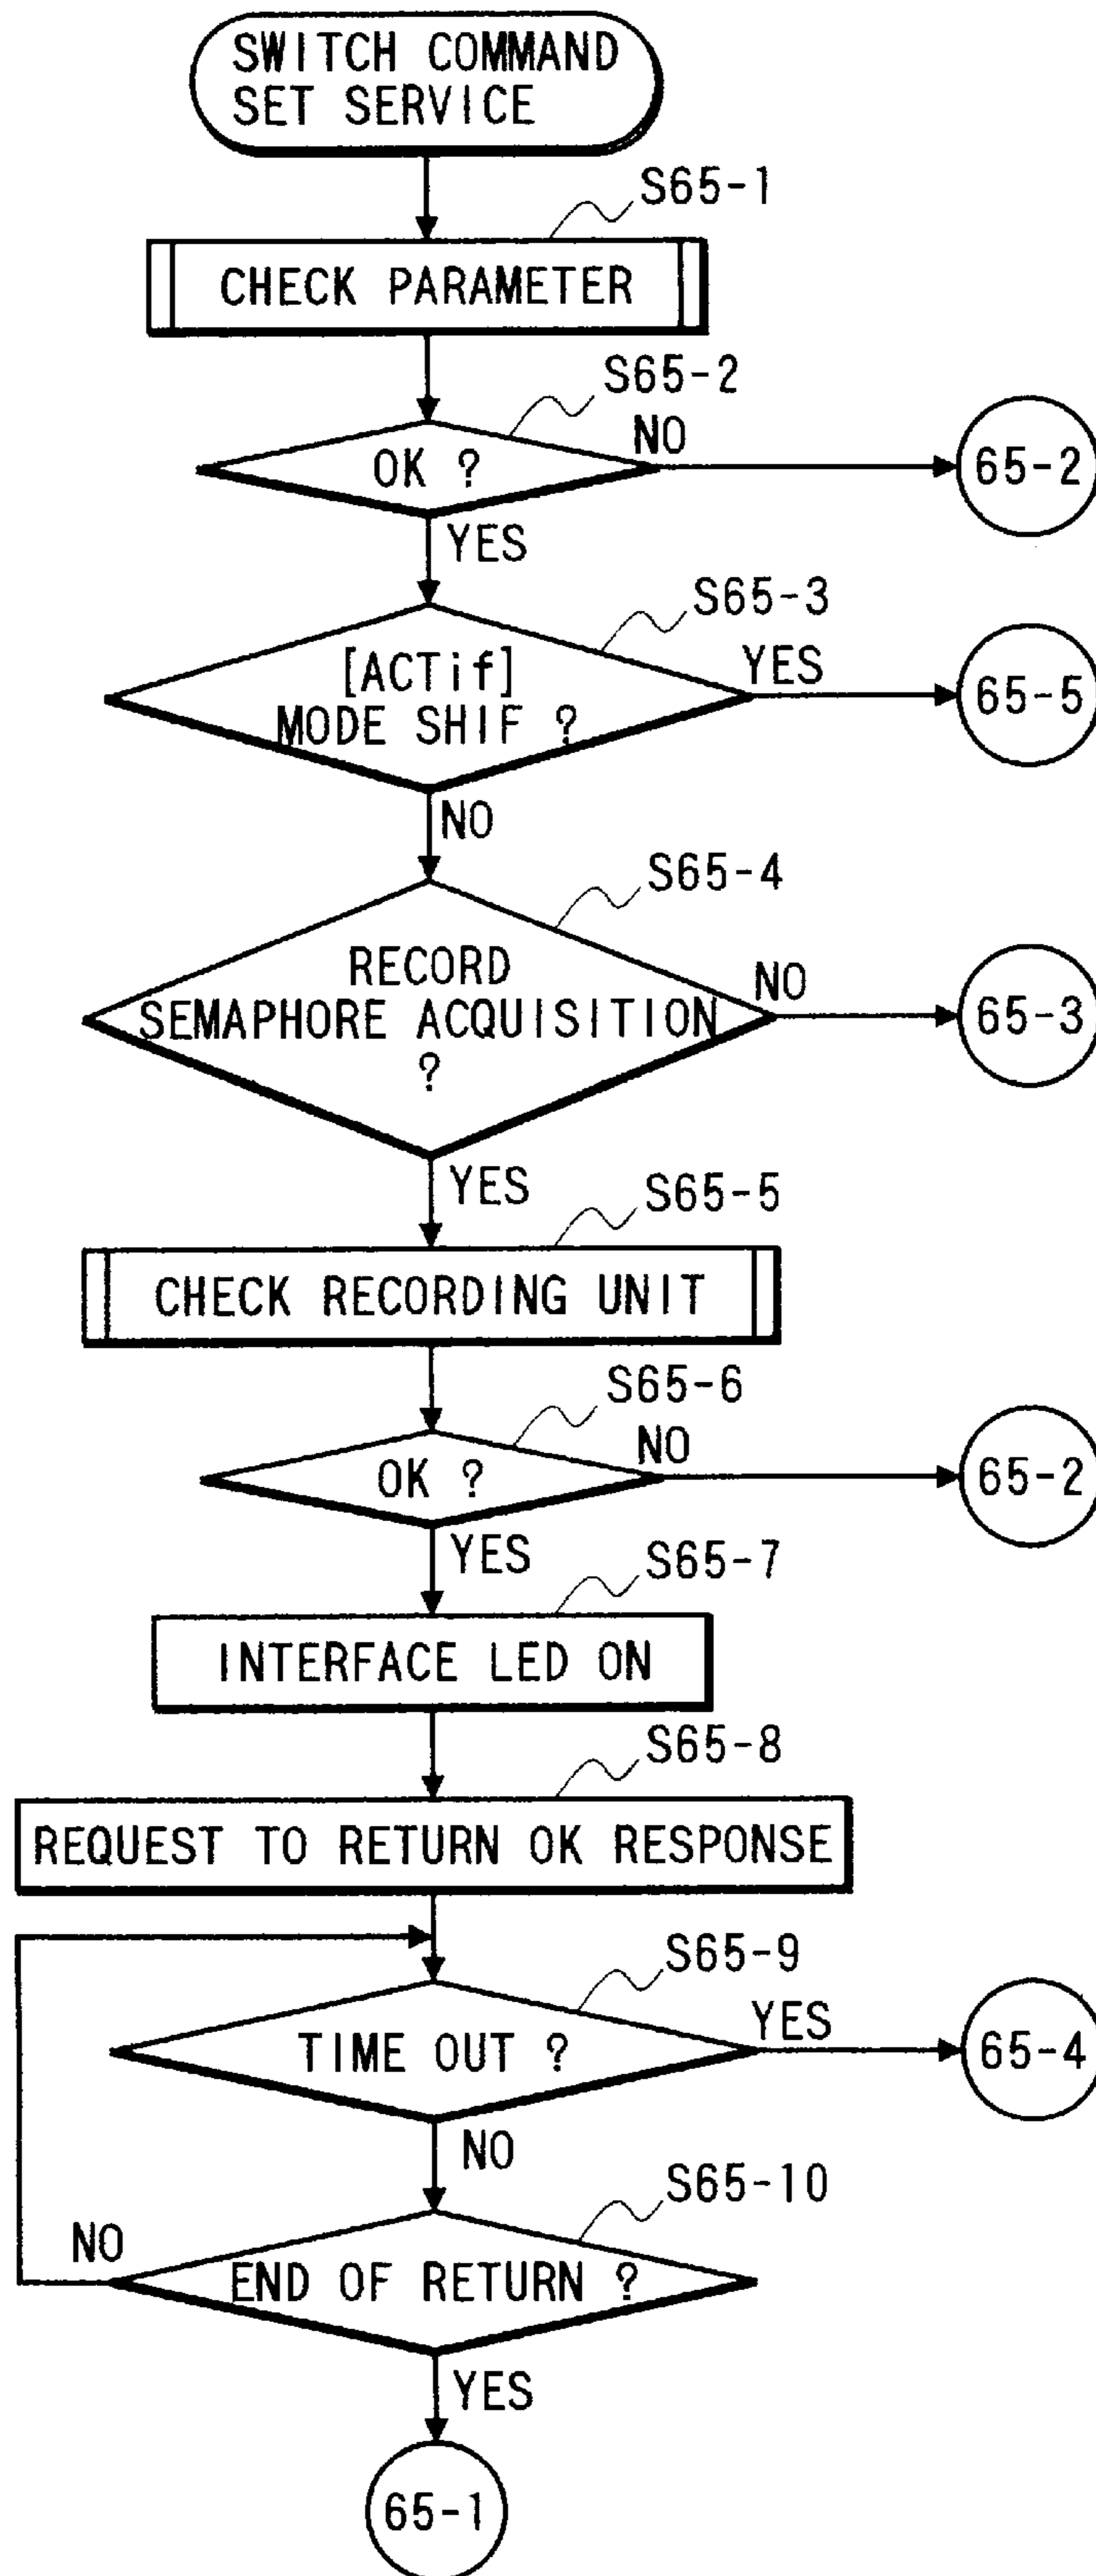 SWITCH COMMAND
SET SERVICE
S65-1
CHECK PARAMETER
S65-2
OK ?
NO
65-2
YES
S65-3
[ACTif]
MODE SHIF ?
YES
65-5
NO
S65-4
RECORD
SEMAPHORE ACQUISITION
?
NO
65-3
YES
S65-5
CHECK RECORDING UNIT
S65-6
OK ?
NO
65-2
YES
S65-7
INTERFACE LED ON
S65-8
REQUEST TO RETURN OK RESPONSE
S65-9
TIME OUT ?
YES
65-4
NO
S65-10
NO
END OF RETURN ?
YES
65-1